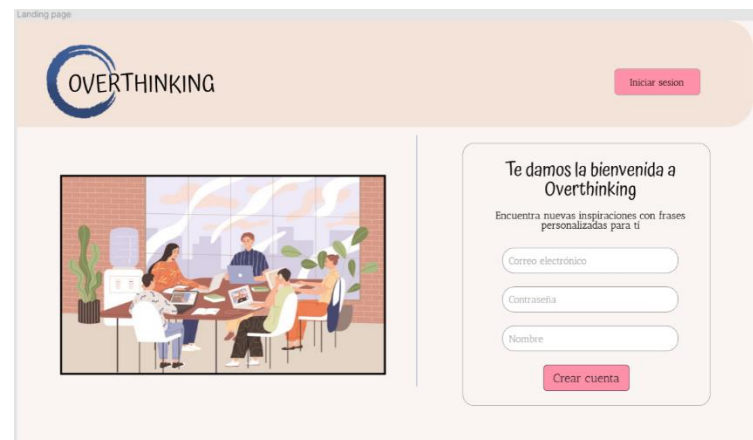 Landing page
OVERTHINKING
Iniciar sesion
Te damos la bienvenida a
Overthinking
Encuentra nuevas inspiraciones con frases
personalizadas para tí
Correo electrónico
Contraseña
Nombre
Crear cuenta